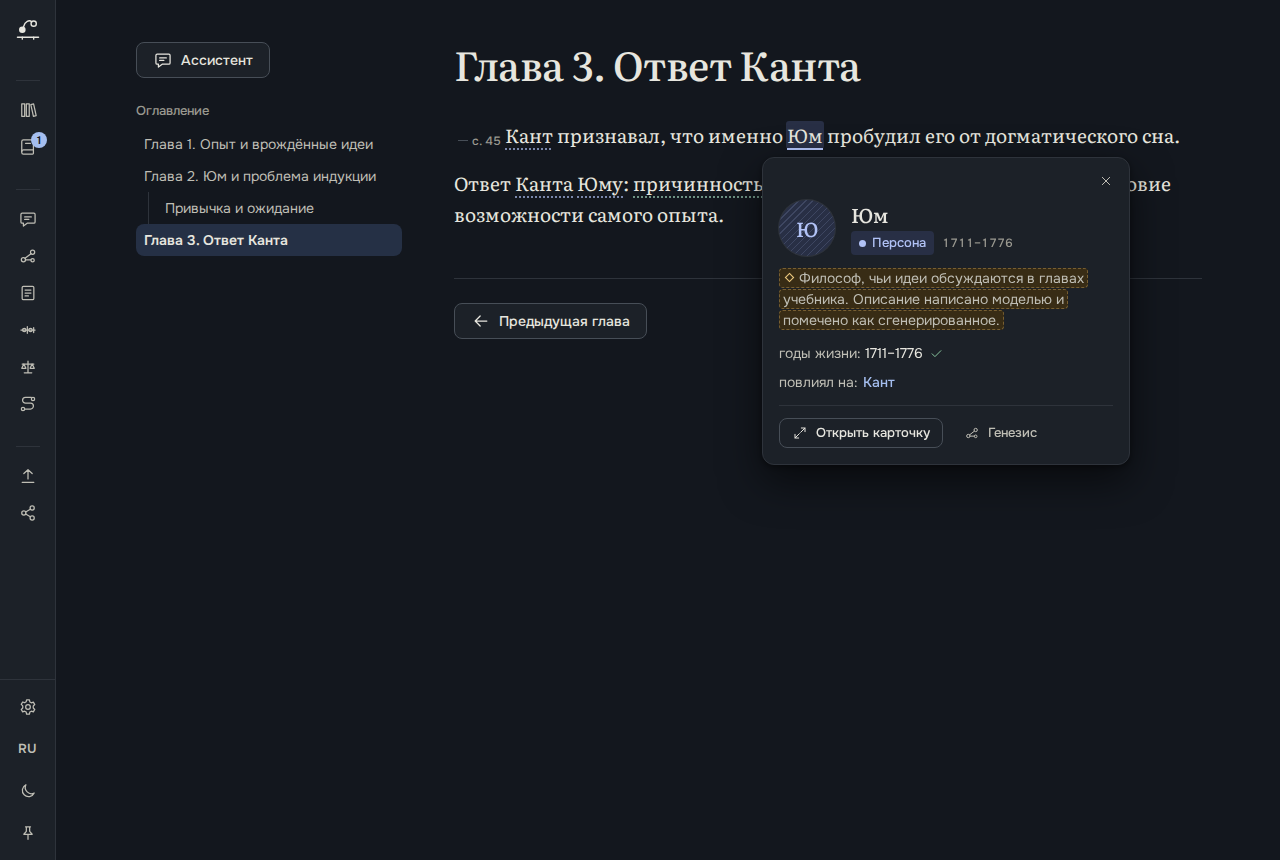 1
RU
Ассистент
Оглавление
Глава 1. Опыт и врождённые идеи
Глава 2. Юм и проблема индукции
Привычка и ожидание
Глава 3. Ответ Канта
Глава 3. Ответ Канта
— с. 45 Кант признавал, что именно Юм пробудил его от догматического сна.
Ответ Канта Юму: причинность
возможности самого опыта.
Предыдущая глава
Ю
Юм
Персона 1711–1776
Философ, чьи идеи обсуждаются в главах
учебника. Описание написано моделью и
помечено как сгенерированное.
годы жизни: 1711–1776
повлиял на: Кант
Открыть карточку
Генезис